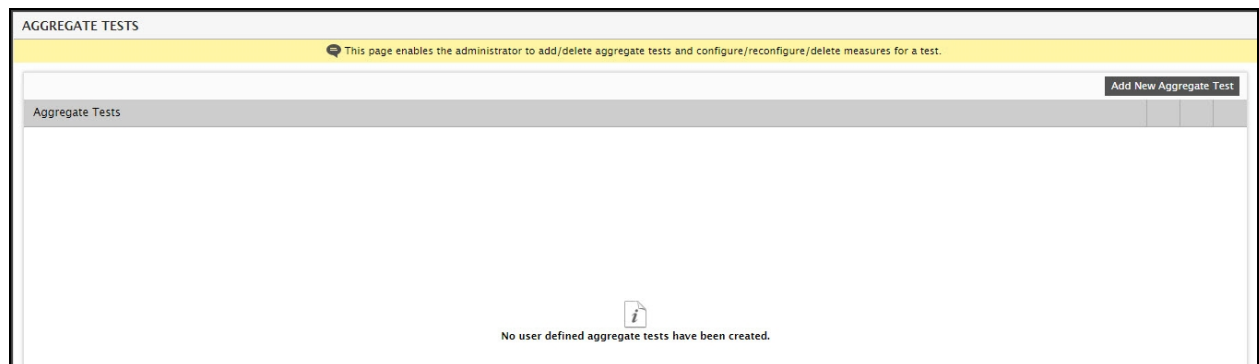 AGGREGATE TESTS
This page enables the administrator to add/delete aggregate tests and configure/reconfigure/delete measures for a test.
Add New Aggregate Test
Aggregate Tests
i
No user defined aggregate tests have been created.